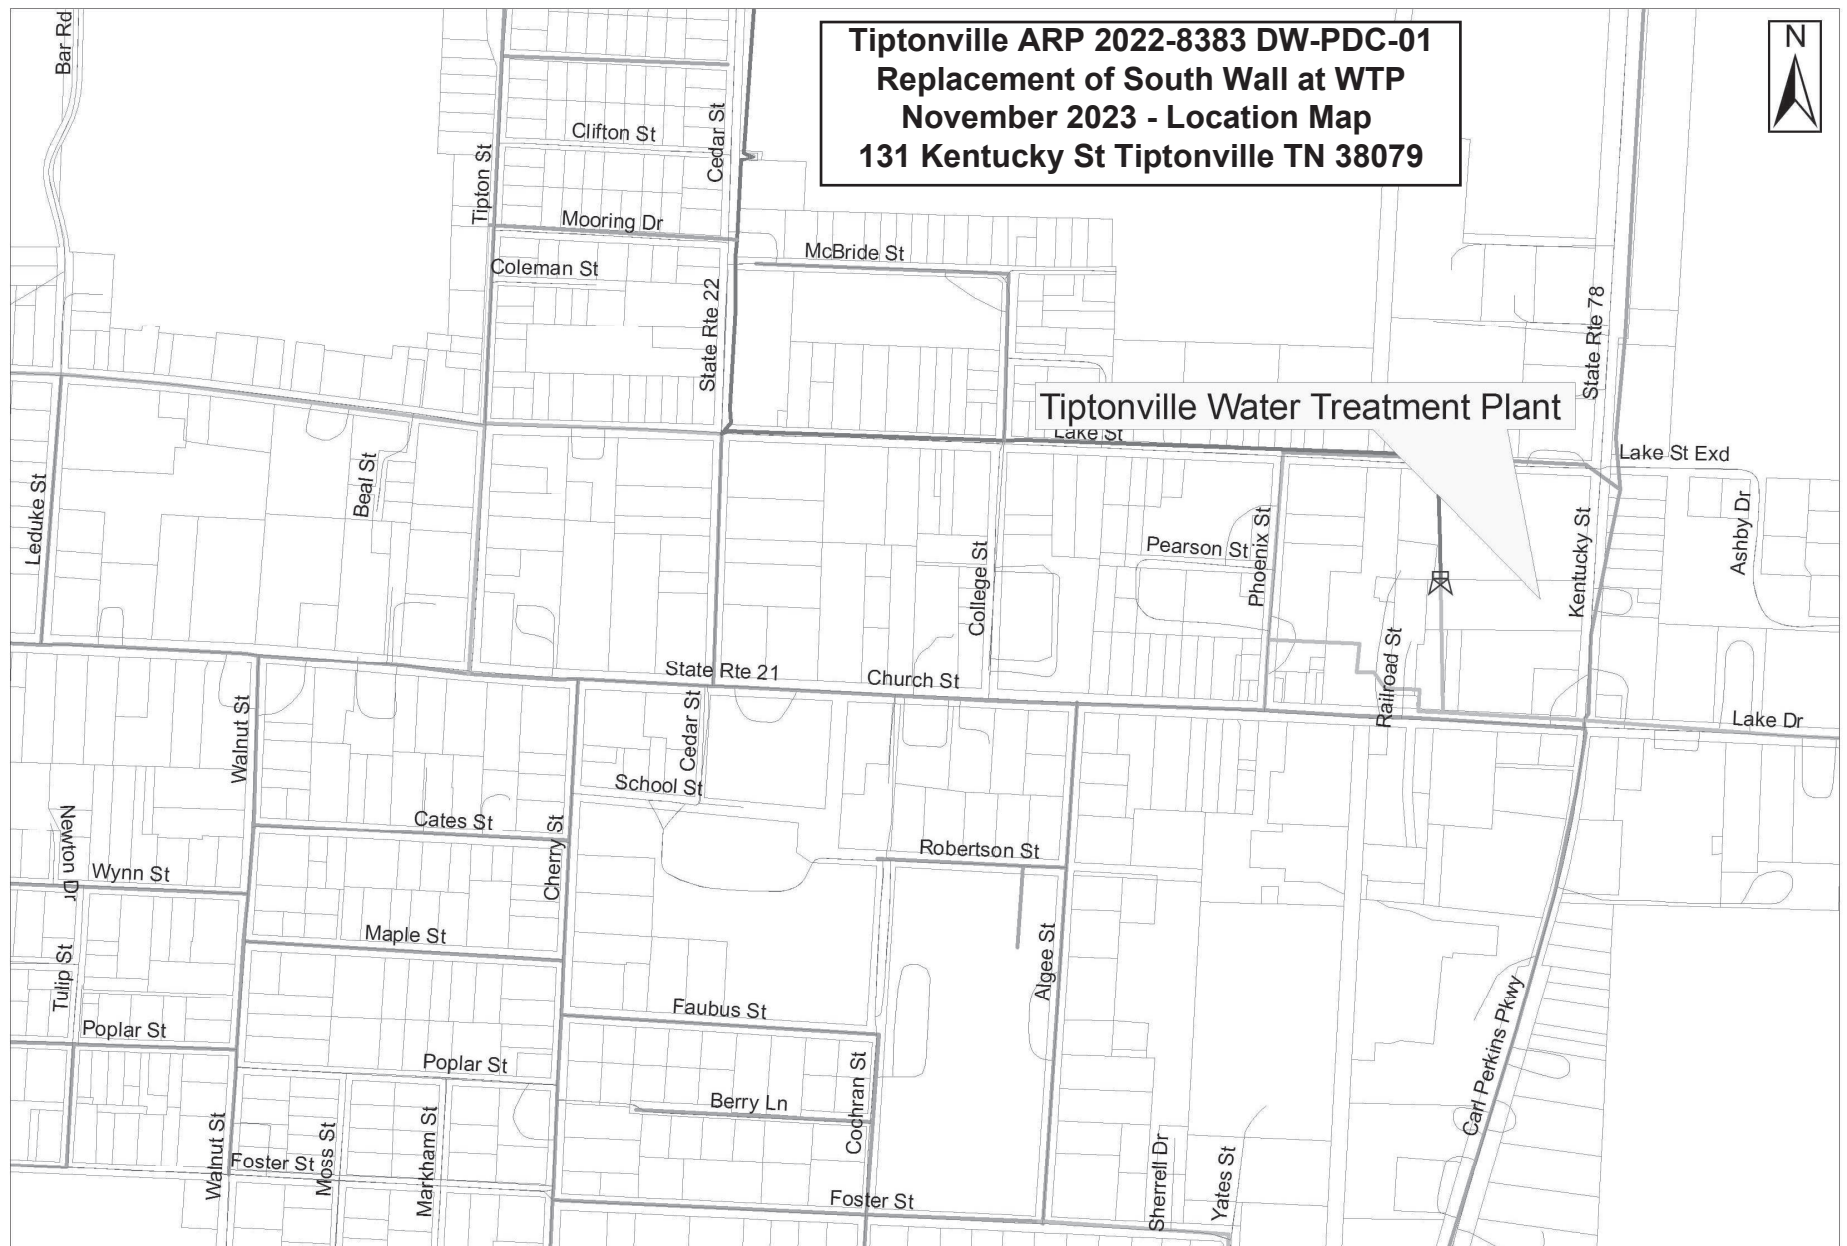 Tiptonville ARP 2022-8383 DW-PDC-01
Replacement of South Wall at WTP
November 2023 - Location Map
131 Kentucky St Tiptonville TN 38079
N
Bar Rd
Clifton St
Cedar St
Tipton St
Mooring Dr
McBride St
Coleman St
State Rte 22
State Rte 78
Tiptonville Water Treatment Plant
Lake St
Lake St Exd
Leduke St
Beal St
College St
Pearson St
Phoenix St
Kentucky St
Ashby Dr
Railroad St
State Rte 21
Church St
Lake Dr
Walnut St
Cedar St
School St
Newton Dr
Cates St
Cherry St
Robertson St
Wynn St
Maple St
Tulip St
Algee St
Faubus St
Carl Perkins Pkwy
Poplar St
Poplar St
Cochran St
Berry Ln
Walnut St
Foster St
Moss St
Markham St
Foster St
Sherrell Dr
Yates St